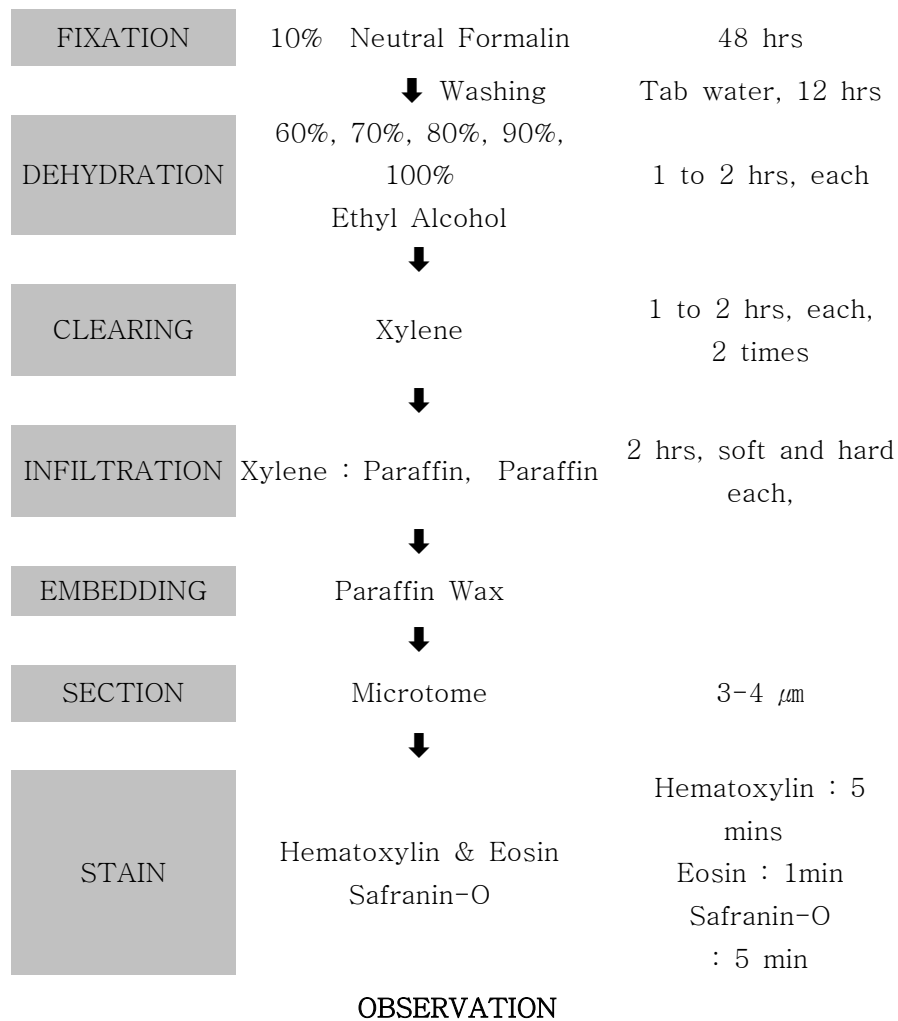 FIXATION 10% Neutral Formalin 48 hrs
⬇ Washing Tab water, 12 hrs
DEHYDRATION
60%, 70%, 80%, 90%,
100%
Ethyl Alcohol
1 to 2 hrs, each
⬇
CLEARING
Xylene
1 to 2 hrs, each,
2 times
⬇
INFILTRATION
Xylene : Paraffin, Paraffin
2 hrs, soft and hard
each,
⬇
EMBEDDING Paraffin Wax
⬇
SECTION Microtome 3-4 ㎛
⬇
STAIN
Hematoxylin & Eosin
Safranin-O
Hematoxylin : 5
mins
Eosin : 1min
Safranin-O
: 5 min
OBSERVATION